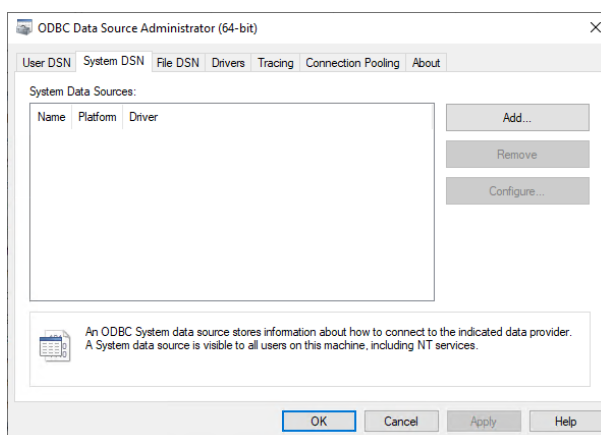 ODBC Data Source Administrator (64-bit)
User DSN System DSN File DSN Drivers Tracing Connection Pooling About
System Data Sources:
Name Platform Driver
Add...
Remove
Configure...
An ODBC System data source stores information about how to connect to the indicated data provider.
A System data source is visible to all users on this machine, including NT services.
OK Cancel Apply Help